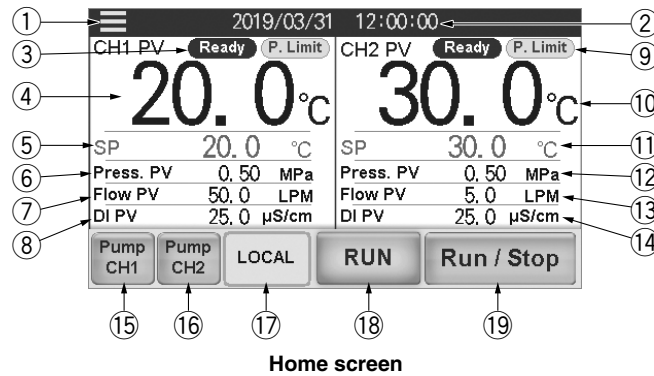 ① 2019/03/31 12:00:00 ②
③ CH1 PV Ready P. Limit CH2 PV Ready P. Limit ⑨
④ 20.0°C 30.0°C ⑩
⑤ SP 20.0 °C SP 30.0 °C ⑪
⑥ Press. PV 0.50 MPa Press. PV 0.50 MPa ⑫
⑦ Flow PV 50.0 LPM Flow PV 5.0 LPM ⑬
⑧ DI PV 25.0 µS/cm DI PV 25.0 µS/cm ⑭
Pump CH1 Pump CH2 LOCAL RUN Run / Stop
⑮ ⑯ ⑰ ⑱ ⑲
Home screen